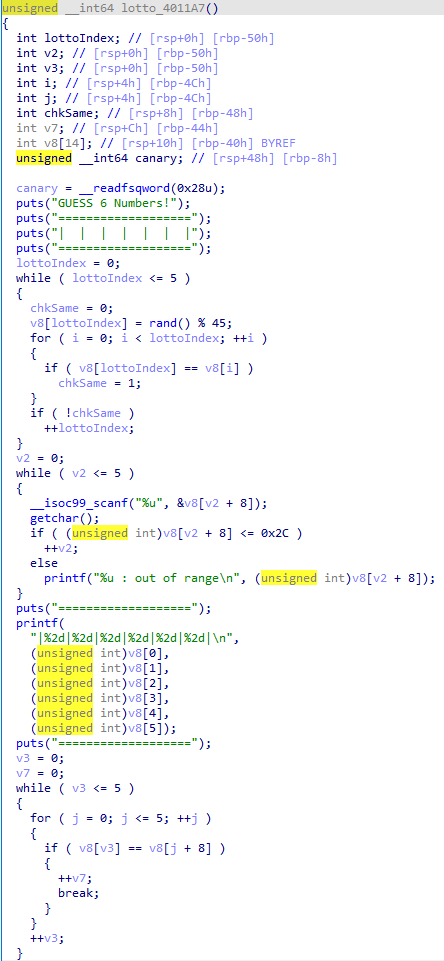 unsigned __int64 lotto_4011A7()
{
  int lottoIndex; // [rsp+0h] [rbp-50h]
  int v2; // [rsp+0h] [rbp-50h]
  int v3; // [rsp+0h] [rbp-50h]
  int i; // [rsp+4h] [rbp-4Ch]
  int j; // [rsp+4h] [rbp-4Ch]
  int chkSame; // [rsp+8h] [rbp-48h]
  int v7; // [rsp+Ch] [rbp-44h]
  int v8[14]; // [rsp+10h] [rbp-40h] BYREF
  unsigned __int64 canary; // [rsp+48h] [rbp-8h]

  canary = __readfsqword(0x28u);
  puts("GUESS 6 Numbers!");
  puts("===================");
  puts("|  |  |  |  |  |  |");
  puts("===================");
  lottoIndex = 0;
  while ( lottoIndex <= 5 )
  {
    chkSame = 0;
    v8[lottoIndex] = rand() % 45;
    for ( i = 0; i < lottoIndex; ++i )
    {
      if ( v8[lottoIndex] == v8[i] )
        chkSame = 1;
    }
    if ( !chkSame )
      ++lottoIndex;
  }
  v2 = 0;
  while ( v2 <= 5 )
  {
    __isoc99_scanf("%u", &v8[v2 + 8]);
    getchar();
    if ( (unsigned int)v8[v2 + 8] <= 0x2C )
      ++v2;
    else
      printf("%u : out of range\n", (unsigned int)v8[v2 + 8]);
  }
  puts("===================");
  printf(
    "|%2d|%2d|%2d|%2d|%2d|%2d|\n",
    (unsigned int)v8[0],
    (unsigned int)v8[1],
    (unsigned int)v8[2],
    (unsigned int)v8[3],
    (unsigned int)v8[4],
    (unsigned int)v8[5]);
  puts("===================");
  v3 = 0;
  v7 = 0;
  while ( v3 <= 5 )
  {
    for ( j = 0; j <= 5; ++j )
    {
      if ( v8[v3] == v8[j + 8] )
      {
        ++v7;
        break;
      }
    }
    ++v3;
  }